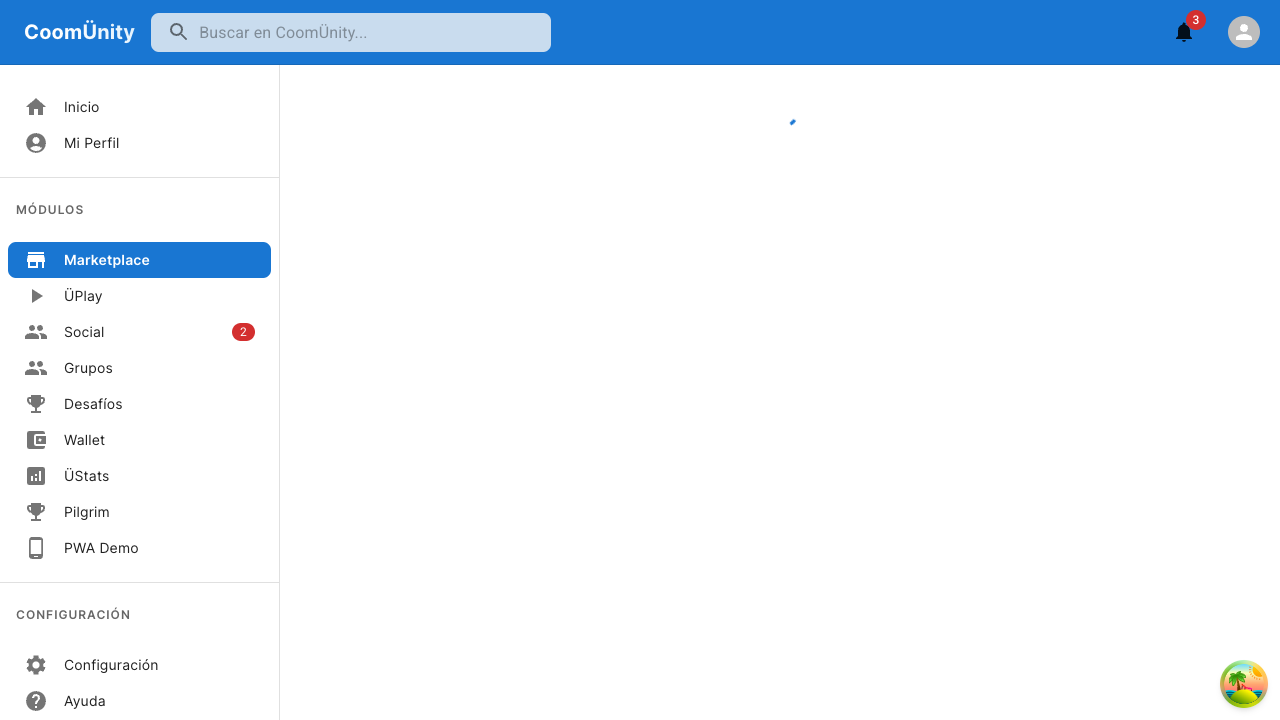 CoomÜnity
Buscar en CoomÜnity...
3
Inicio
Mi Perfil
MÓDULOS
Marketplace
ÜPlay
Social
2
Grupos
Desafíos
Wallet
ÜStats
Pilgrim
PWA Demo
CONFIGURACIÓN
Configuración
Ayuda